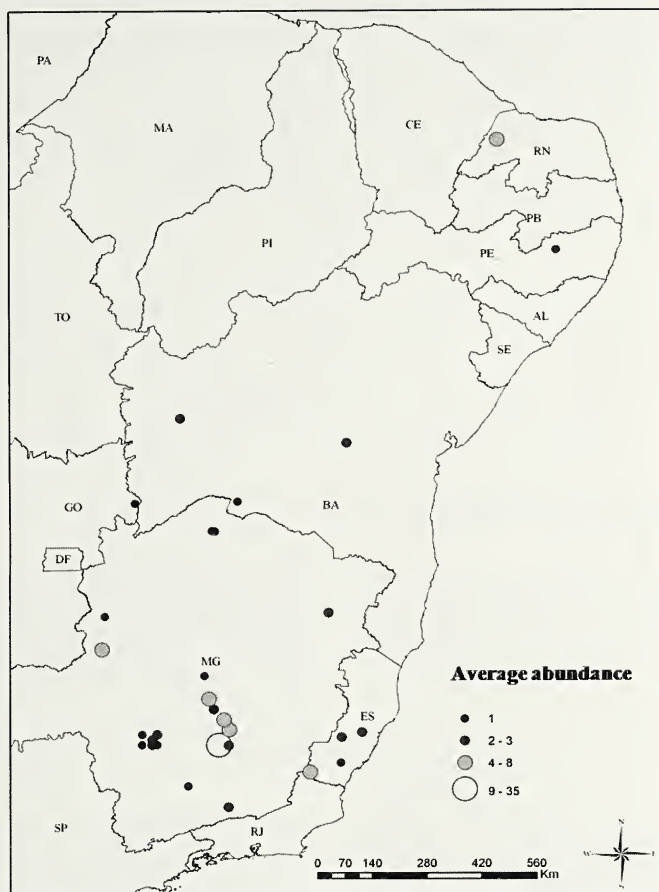 PA
MA
CE
RN
PB
PI
PE
TO
AL
SE
GO
BA
DF
MG
ES
SP
RJ
Average abundance
1
2 - 3
4 - 8
9 - 35
N
W
E
S
0 70 140 280 420 560
Km